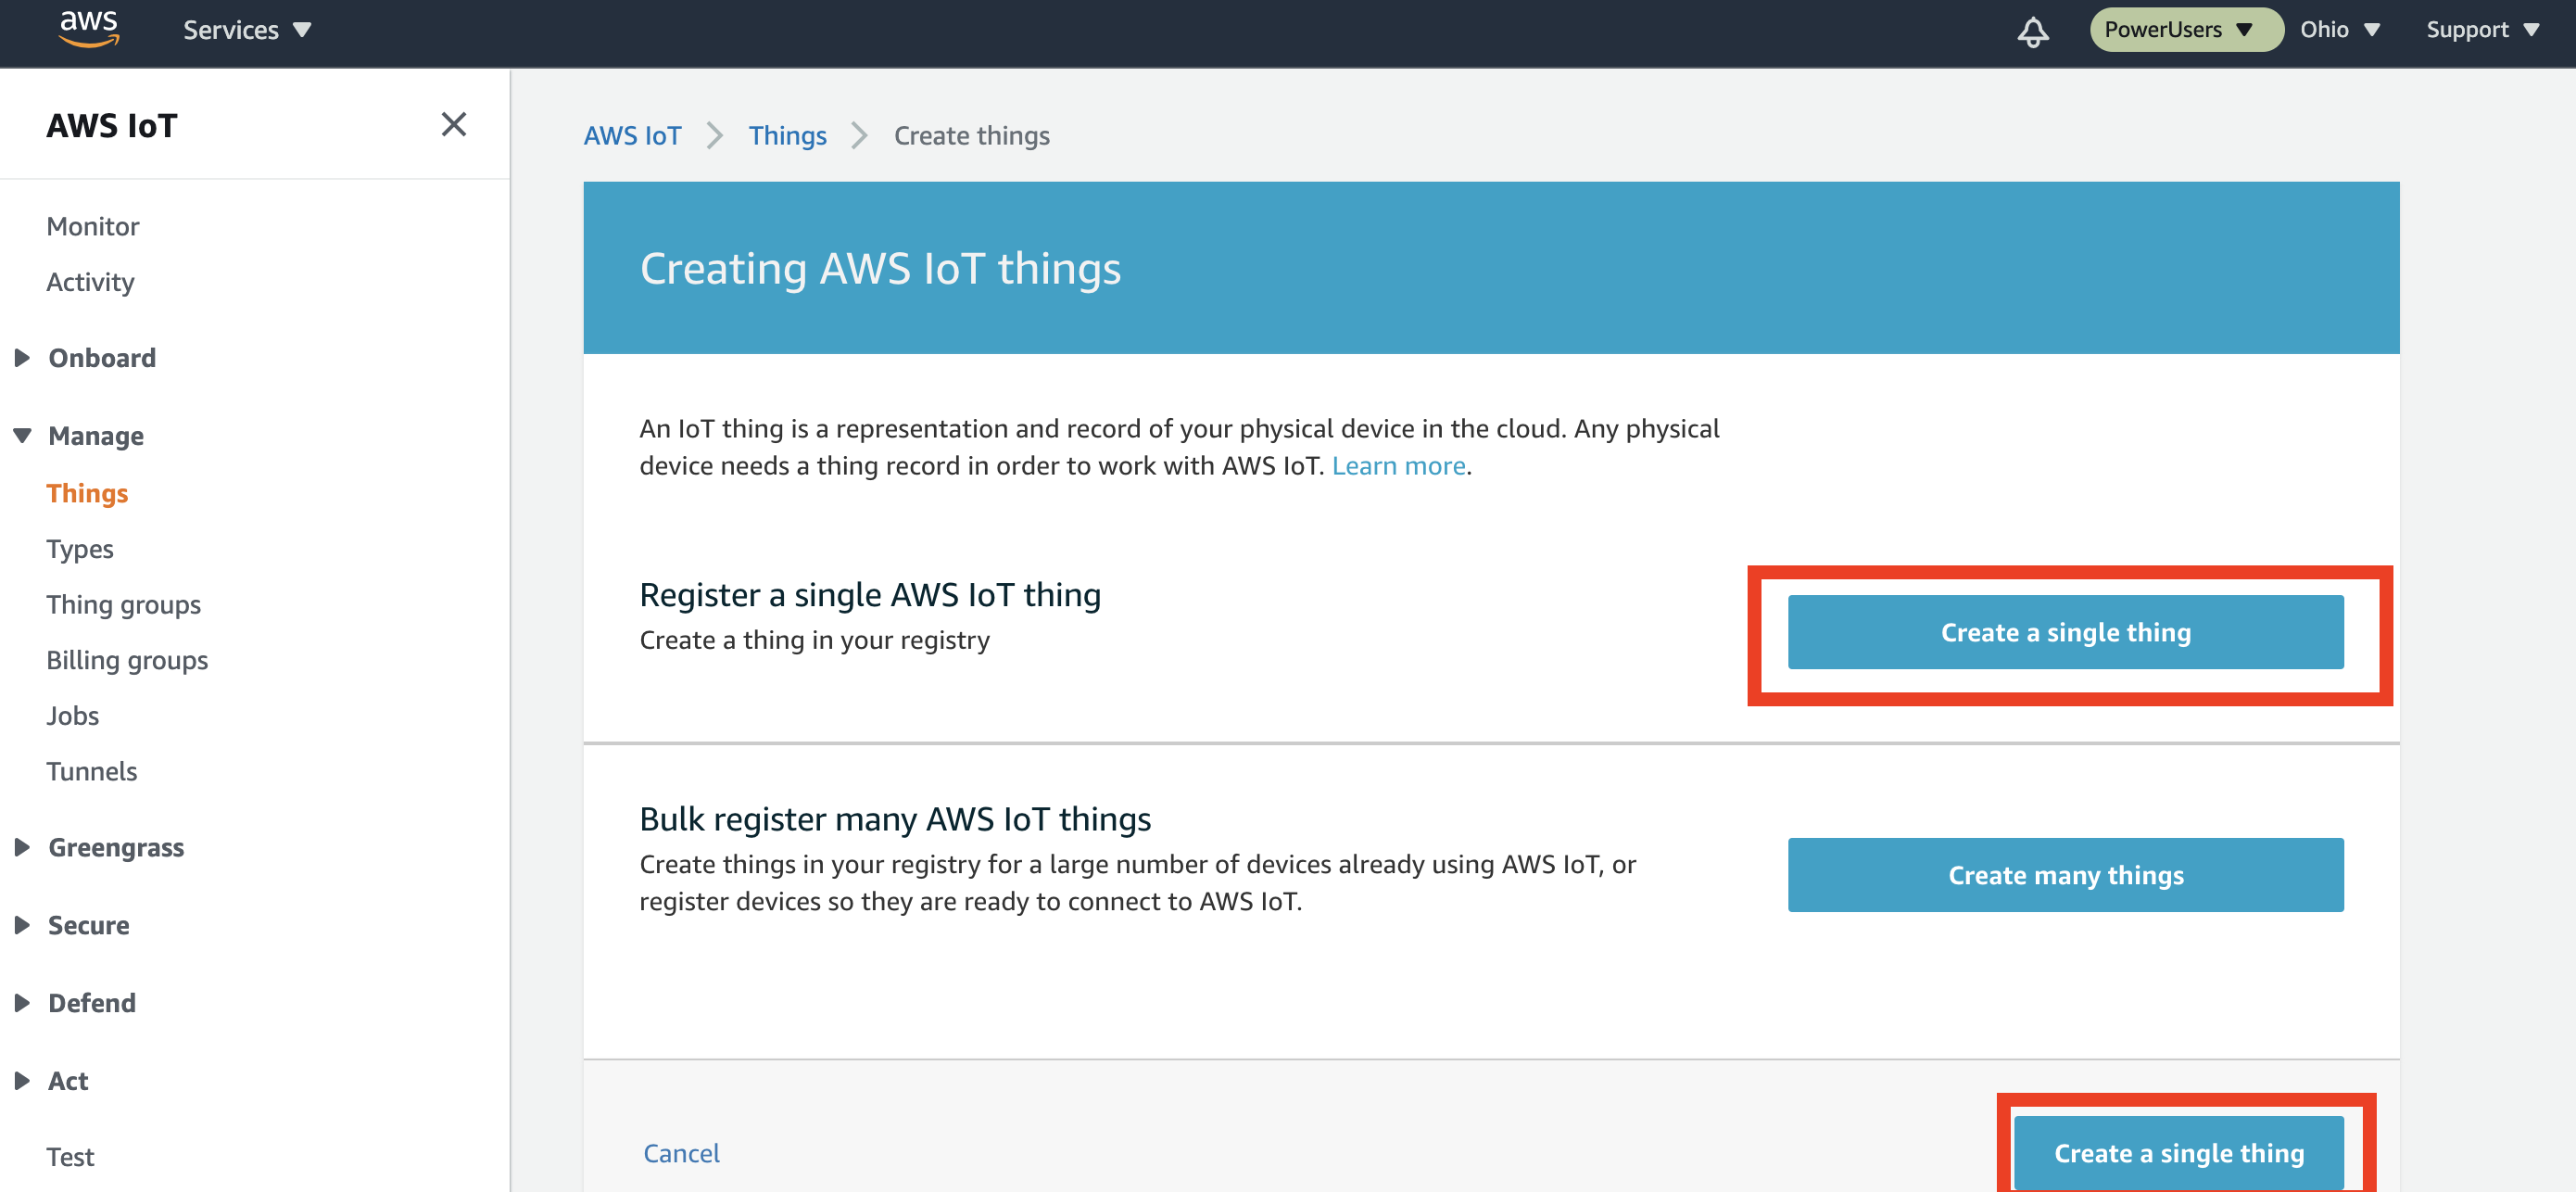 aws
Services
PowerUsers
Ohio
Support
AWS IoT
Monitor
Activity
Onboard
Manage
Things
Types
Thing groups
Billing groups
Jobs
Tunnels
Greengrass
Secure
Defend
Act
Test
AWS IoT
Things
Create things
Creating AWS IoT things
An IoT thing is a representation and record of your physical device in the cloud. Any physical
device needs a thing record in order to work with AWS IoT. Learn more.
Register a single AWS IoT thing
Create a thing in your registry
Create a single thing
Bulk register many AWS IoT things
Create things in your registry for a large number of devices already using AWS IoT, or
register devices so they are ready to connect to AWS IoT.
Create many things
Cancel
Create a single thing